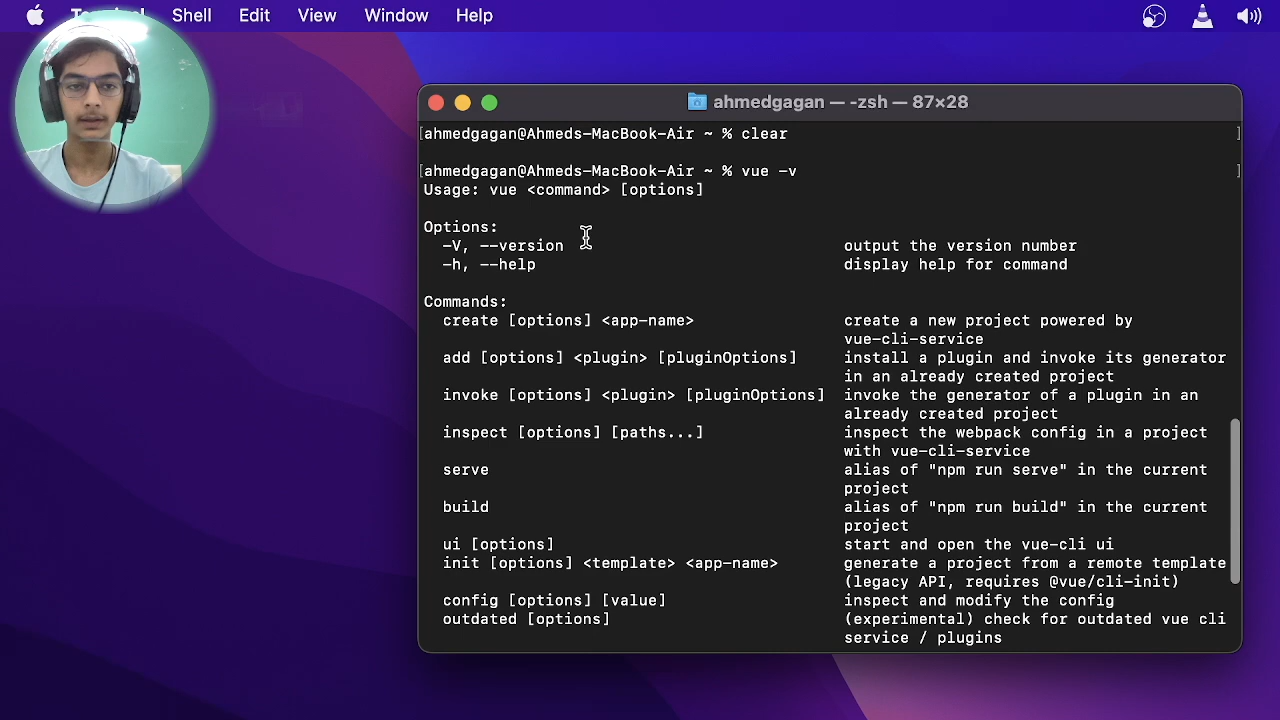 Shell Edit View Window Help
ahmedgagan — -zsh — 87×28
[ahmedgagan@Ahmeds-MacBook-Air ~ % clear ]
[ahmedgagan@Ahmeds-MacBook-Air ~ % vue -v ]
Usage: vue <command> [options]
Options:
-V, --version output the version number
-h, --help display help for command
Commands:
create [options] <app-name> create a new project powered by
vue-cli-service
add [options] <plugin> [pluginOptions] install a plugin and invoke its generator
in an already created project
invoke [options] <plugin> [pluginOptions] invoke the generator of a plugin in an
already created project
inspect [options] [paths...] inspect the webpack config in a project
with vue-cli-service
serve alias of "npm run serve" in the current
project
build alias of "npm run build" in the current
project
ui [options] start and open the vue-cli ui
init [options] <template> <app-name> generate a project from a remote template
(legacy API, requires @vue/cli-init)
config [options] [value] inspect and modify the config
outdated [options] (experimental) check for outdated vue cli
service / plugins